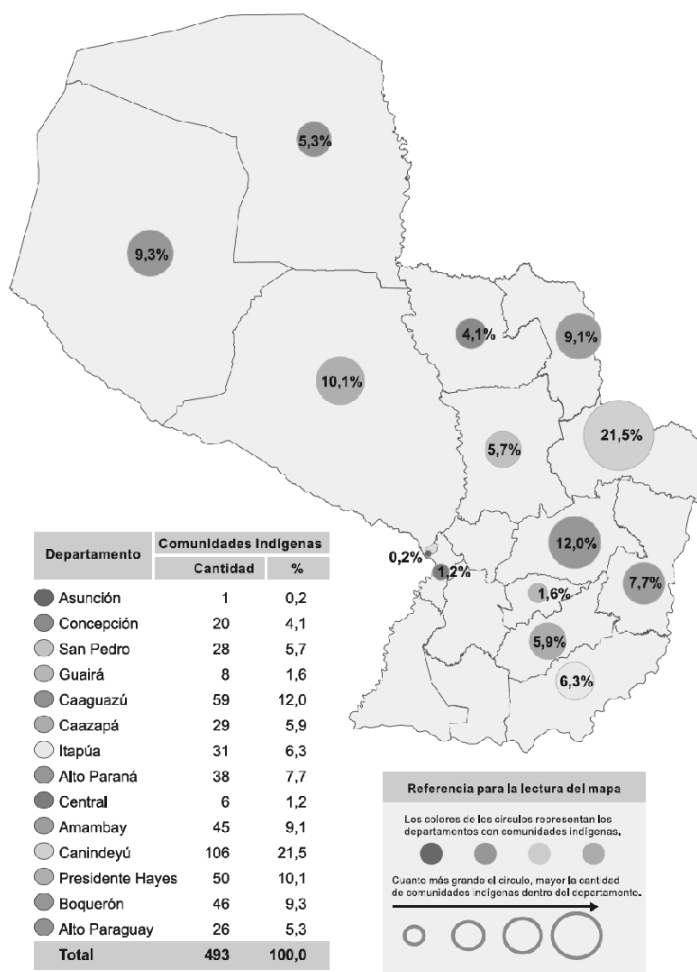 5,3%
9,3%
4,1%
9,1%
10,1%
21,5%
5,7%
12,0%
0,2%
1,2%
7,7%
1,6%
5,9%
6,3%
Departamento Comunidades Indígenas
Cantidad %
Asunción 1 0,2
Concepción 20 4,1
San Pedro 28 5,7
Guairá 8 1,6
Caaguazú 59 12,0
Caazapá 29 5,9
Itapúa 31 6,3
Alto Paraná 38 7,7
Central 6 1,2
Amambay 45 9,1
Canindeyú 106 21,5
Presidente Hayes 50 10,1
Boquerón 46 9,3
Alto Paraguay 26 5,3
Total 493 100,0
Referencia para la lectura del mapa
Los colores de los circulos representan los
departamentos con comunidades indígenas.
Cuanto más grande el circulo, mayor la cantidad
de comunidades indígenas dentro del departamento.